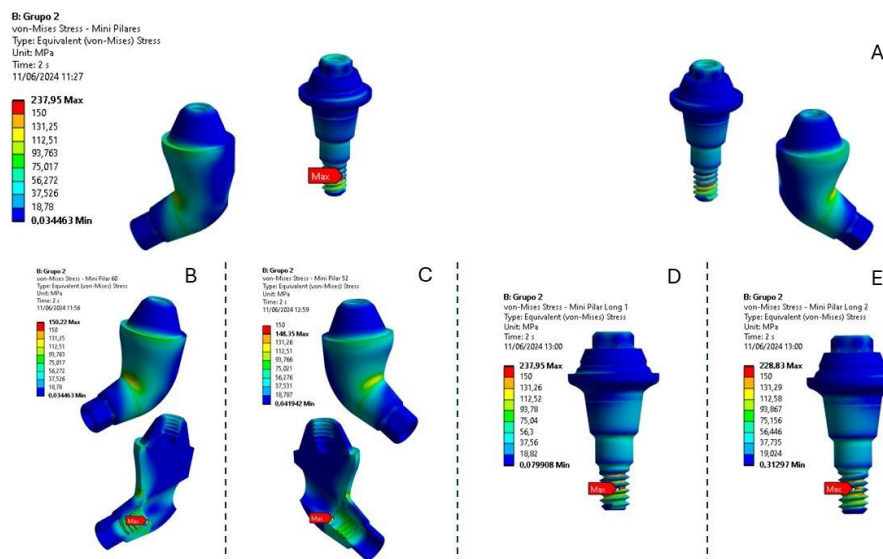 B: Grupo 2
von-Mises Stress - Mini Pilares
Type: Equivalent (von-Mises) Stress
Unit: MPa
Time: 2 s
11/06/2024 11:27
237,95 Max
150
131,25
112,51
93,763
75,017
56,272
37,526
18,78
0,034463 Min
Max
A
B: Grupo 2
von-Mises Stress - Mini Pilar 60
Type: Equivalent (von-Mises) Stress
Unit: MPa
Time: 2 s
11/06/2024 11:56
150,22 Max
150
131,25
112,51
93,763
75,017
56,272
37,526
18,78
0,034463 Min
Max
B
B: Grupo 2
von-Mises Stress - Mini Pilar 52
Type: Equivalent (von-Mises) Stress
Unit: MPa
Time: 2 s
11/06/2024 12:59
150
148,35 Max
131,26
112,51
93,766
75,021
56,276
37,531
18,787
0,041942 Min
Max
C
B: Grupo 2
von-Mises Stress - Mini Pilar Long 1
Type: Equivalent (von-Mises) Stress
Unit: MPa
Time: 2 s
11/06/2024 13:00
237,95 Max
150
131,26
112,52
93,78
75,04
56,3
37,56
18,82
0,079908 Min
Max
D
B: Grupo 2
von-Mises Stress - Mini Pilar Long 2
Type: Equivalent (von-Mises) Stress
Unit: MPa
Time: 2 s
11/06/2024 13:00
228,83 Max
150
131,29
112,58
93,867
75,156
56,446
37,735
19,024
0,31297 Min
Max
E